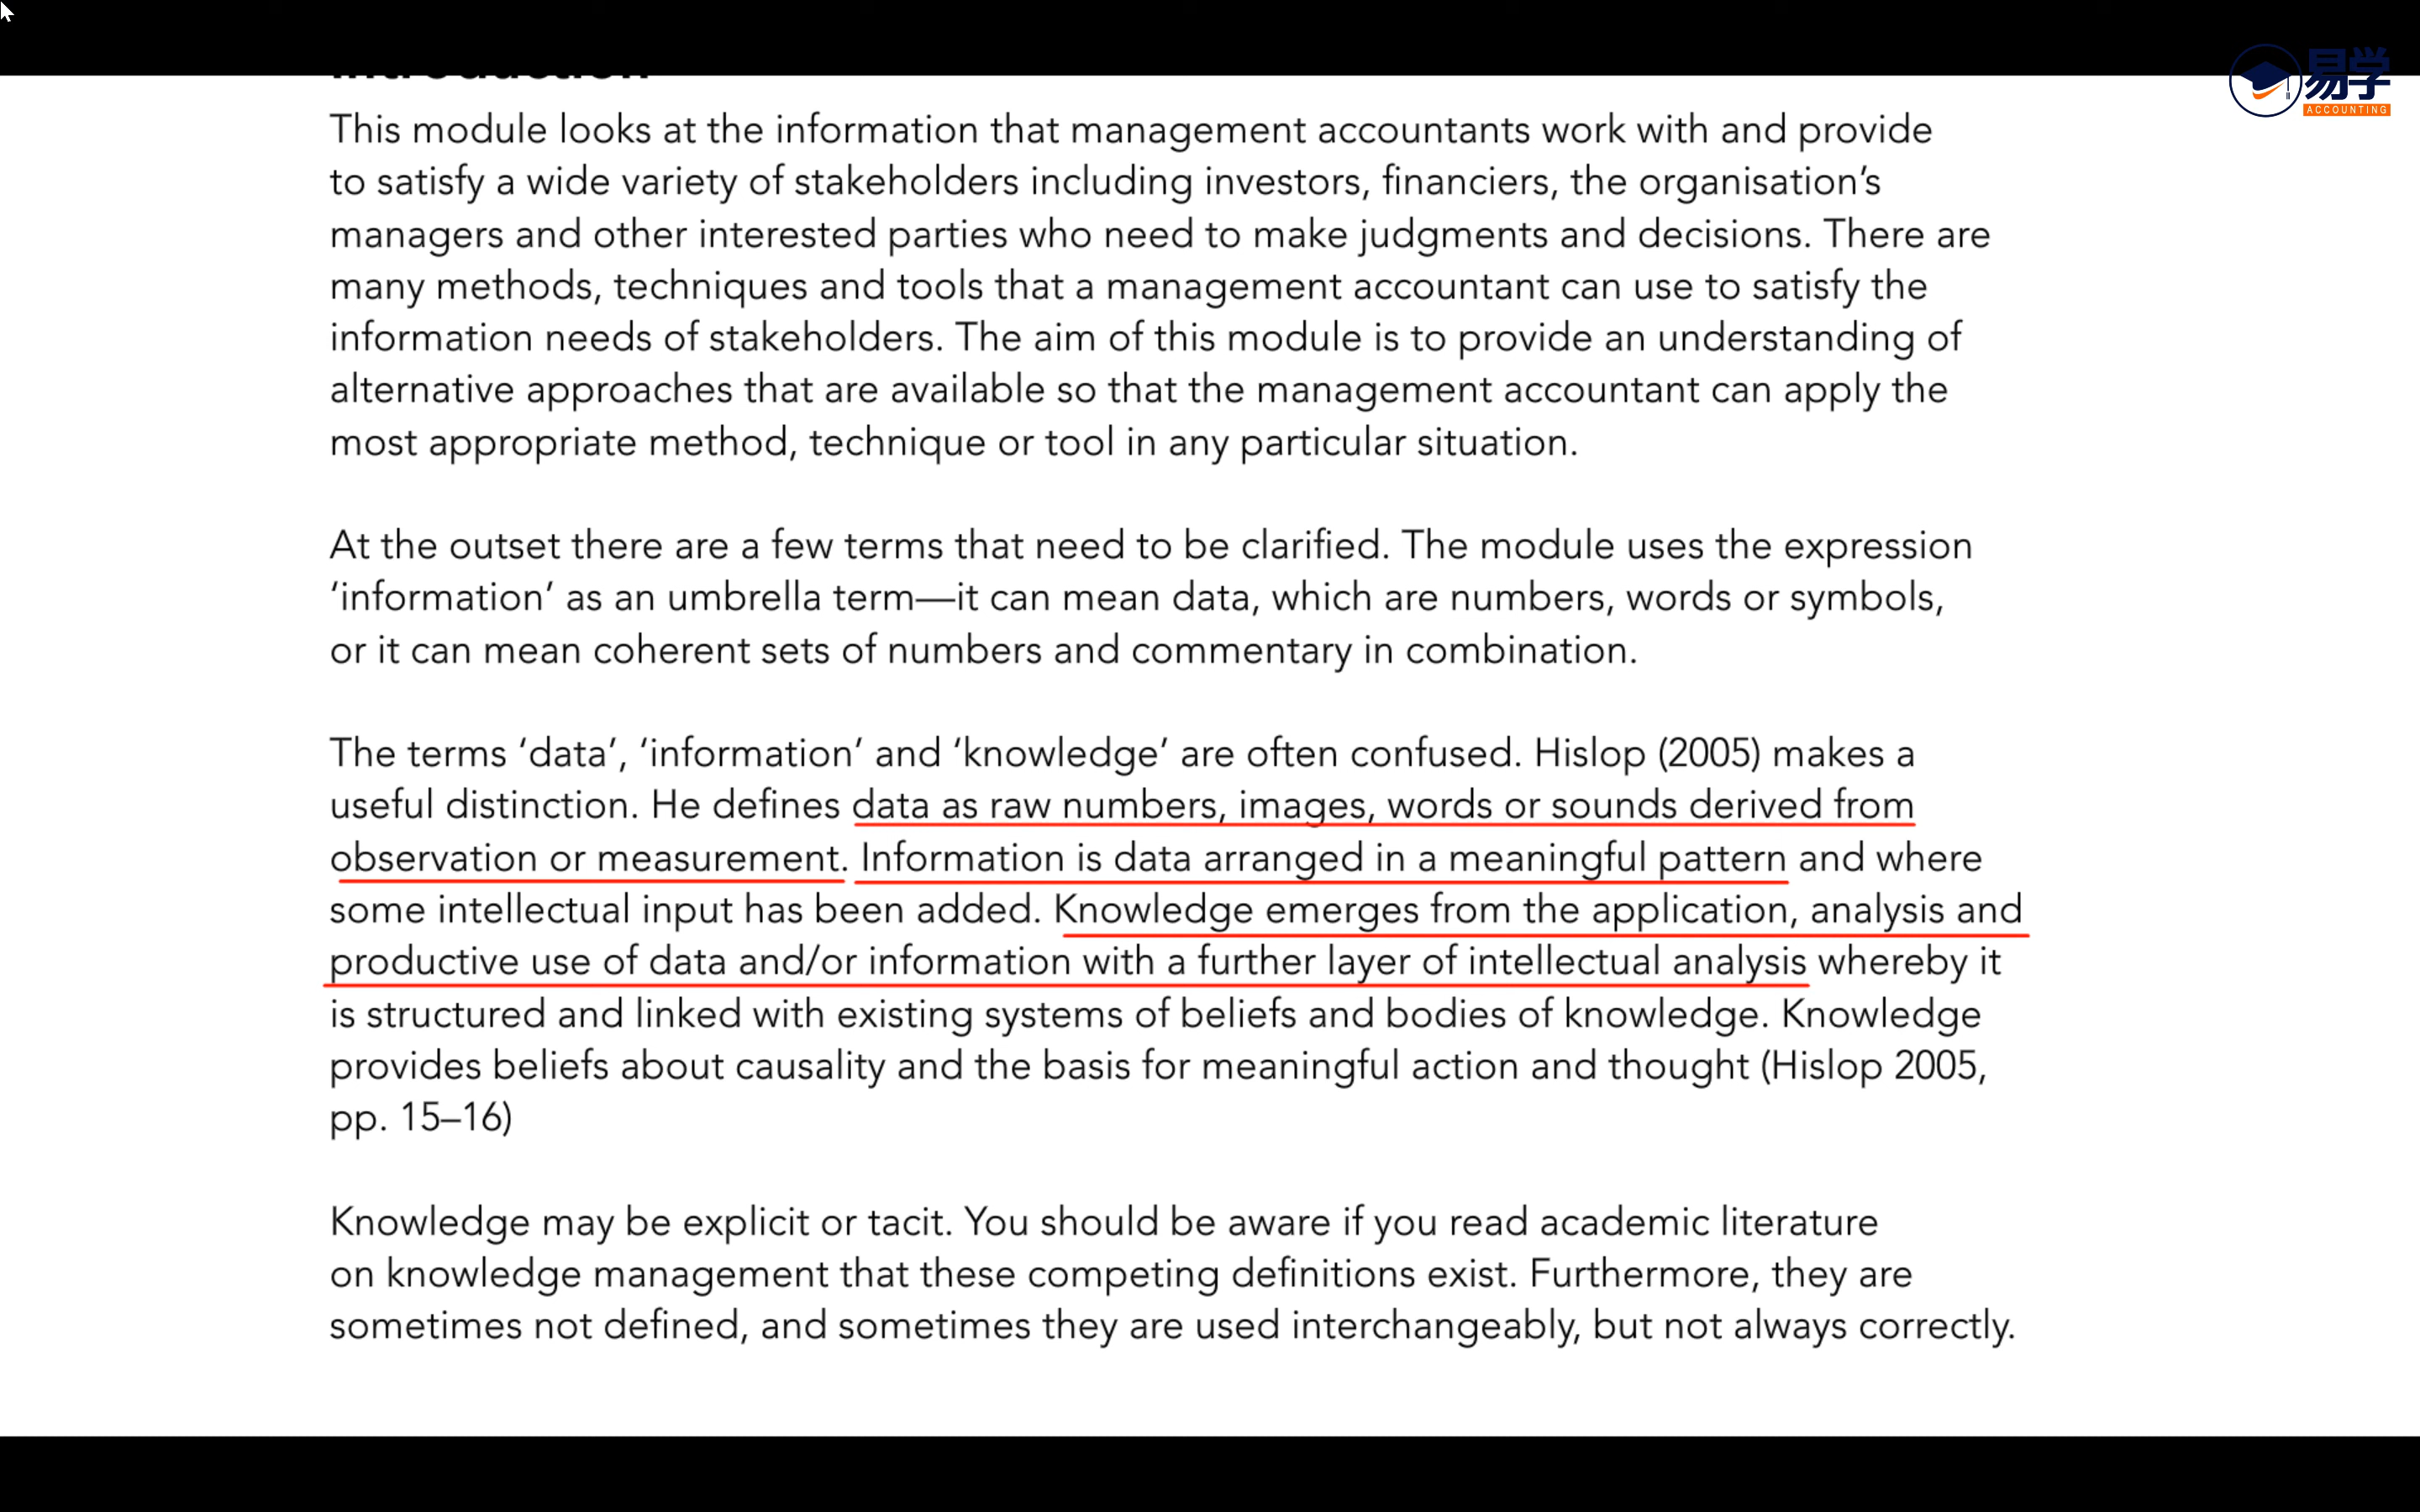 Introduction
易学
ACCOUNTING
This module looks at the information that management accountants work with and provide
to satisfy a wide variety of stakeholders including investors, financiers, the organisation’s
managers and other interested parties who need to make judgments and decisions. There are
many methods, techniques and tools that a management accountant can use to satisfy the
information needs of stakeholders. The aim of this module is to provide an understanding of
alternative approaches that are available so that the management accountant can apply the
most appropriate method, technique or tool in any particular situation.
At the outset there are a few terms that need to be clarified. The module uses the expression
‘information’ as an umbrella term—it can mean data, which are numbers, words or symbols,
or it can mean coherent sets of numbers and commentary in combination.
The terms ‘data’, ‘information’ and ‘knowledge’ are often confused. Hislop (2005) makes a
useful distinction. He defines data as raw numbers, images, words or sounds derived from
observation or measurement. Information is data arranged in a meaningful pattern and where
some intellectual input has been added. Knowledge emerges from the application, analysis and
productive use of data and/or information with a further layer of intellectual analysis whereby it
is structured and linked with existing systems of beliefs and bodies of knowledge. Knowledge
provides beliefs about causality and the basis for meaningful action and thought (Hislop 2005,
pp. 15–16)
Knowledge may be explicit or tacit. You should be aware if you read academic literature
on knowledge management that these competing definitions exist. Furthermore, they are
sometimes not defined, and sometimes they are used interchangeably, but not always correctly.